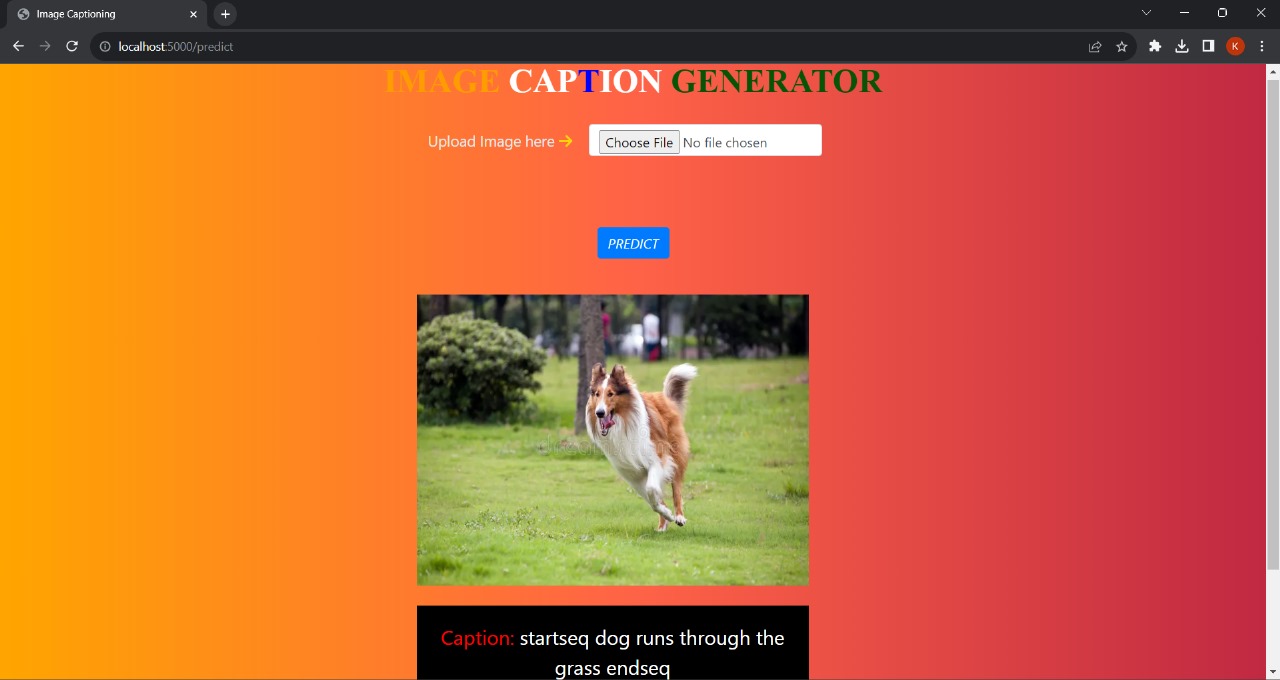 Image Captioning
localhost:5000/predict
K
IMAGE CAPTION GENERATOR
Upload Image here → Choose File No file chosen
PREDICT
Caption: startseq dog runs through the
grass endseq